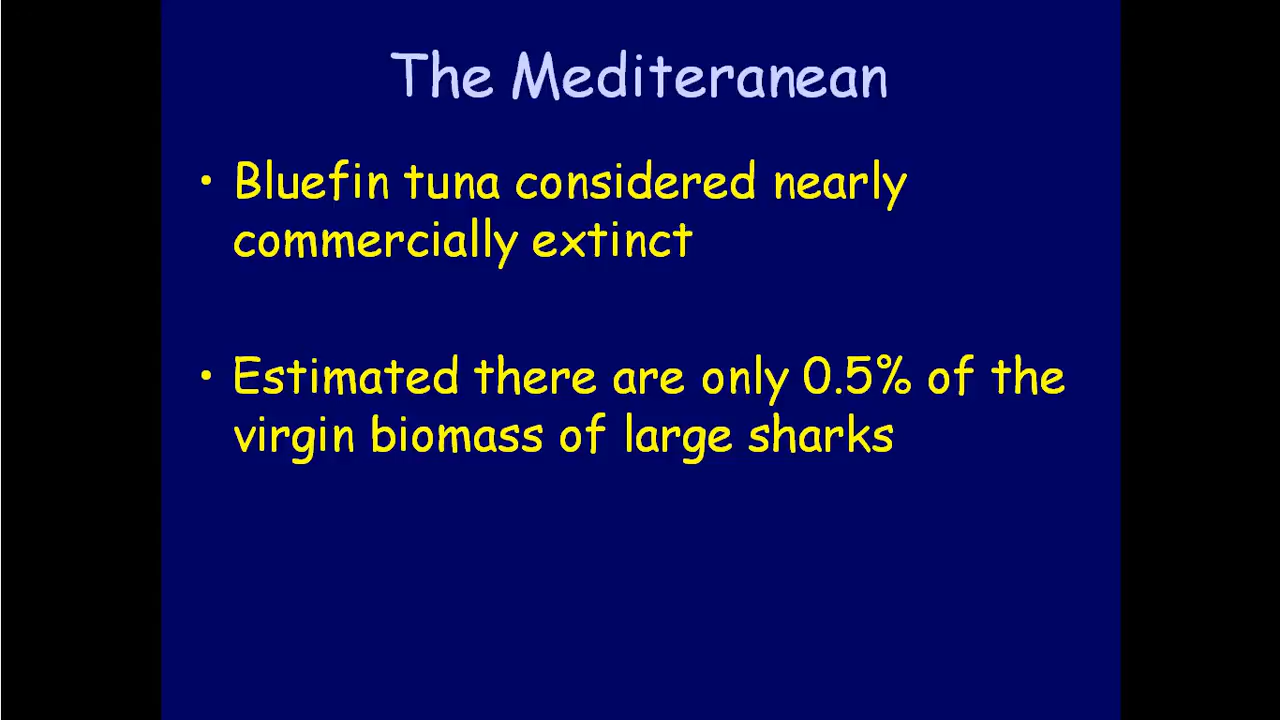 The Mediteranean
• Bluefin tuna considered nearly
commercially extinct
• Estimated there are only 0.5% of the
virgin biomass of large sharks